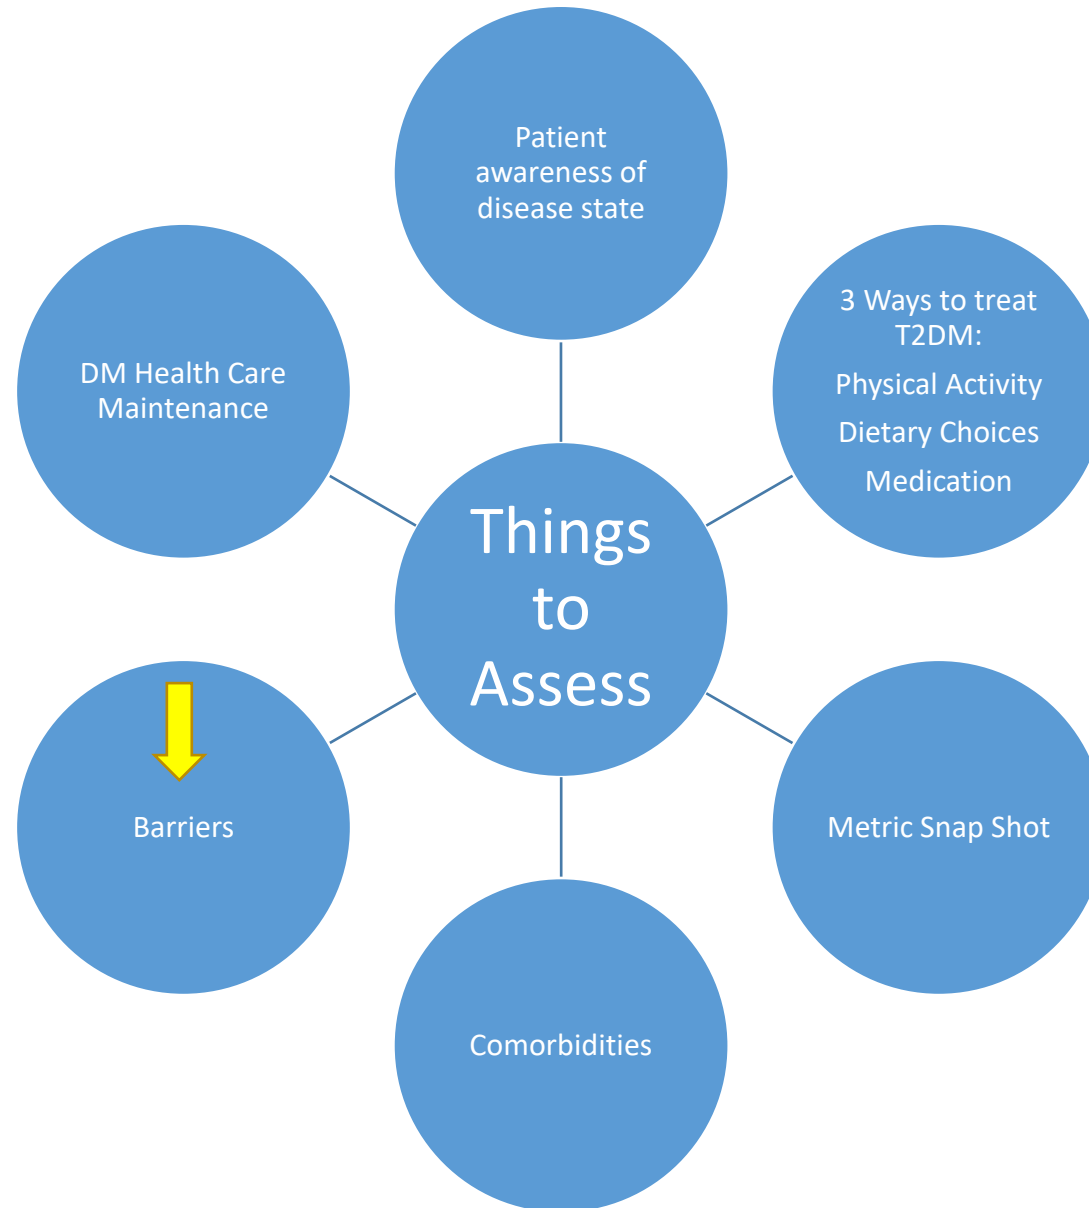 Patient
awareness of
disease state
3 Ways to treat
T2DM:
Physical Activity
Dietary Choices
Medication
DM Health Care
Maintenance
Things
to
Assess
Barriers
Metric Snap Shot
Comorbidities